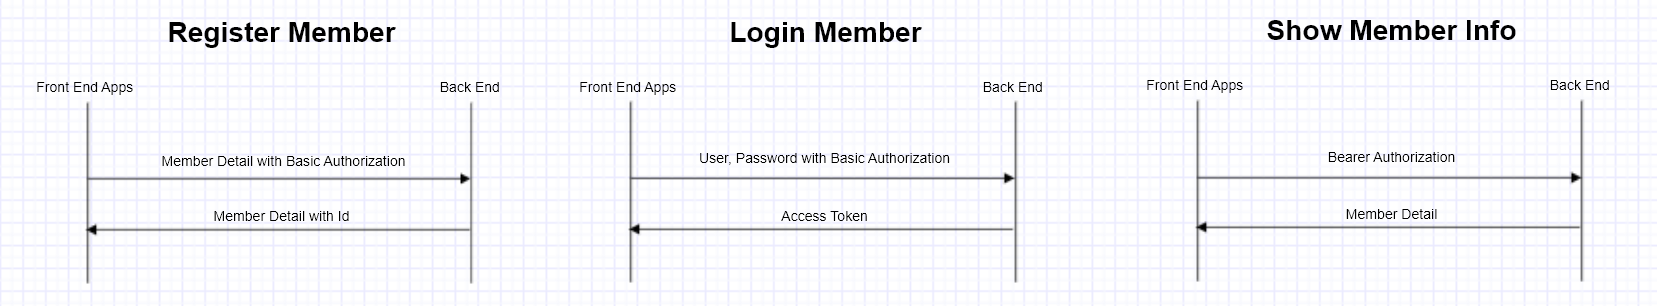 Register Member
Front End Apps
Back End
Member Detail with Basic Authorization
Member Detail with Id
Login Member
Front End Apps
Back End
User, Password with Basic Authorization
Access Token
Show Member Info
Front End Apps
Back End
Bearer Authorization
Member Detail